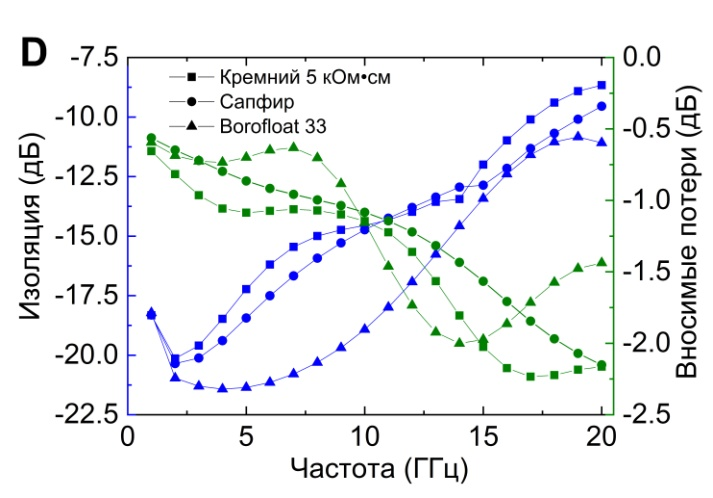 D
-7.5
-10.0
-12.5
-15.0
-17.5
-20.0
-22.5
Изоляция (дБ)
Кремний 5 кОм•см
Сапфир
Borofloat 33
0.0
-0.5
-1.0
-1.5
-2.0
-2.5
Вносимые потери (дБ)
0 5 10 15 20
Частота (ГГц)